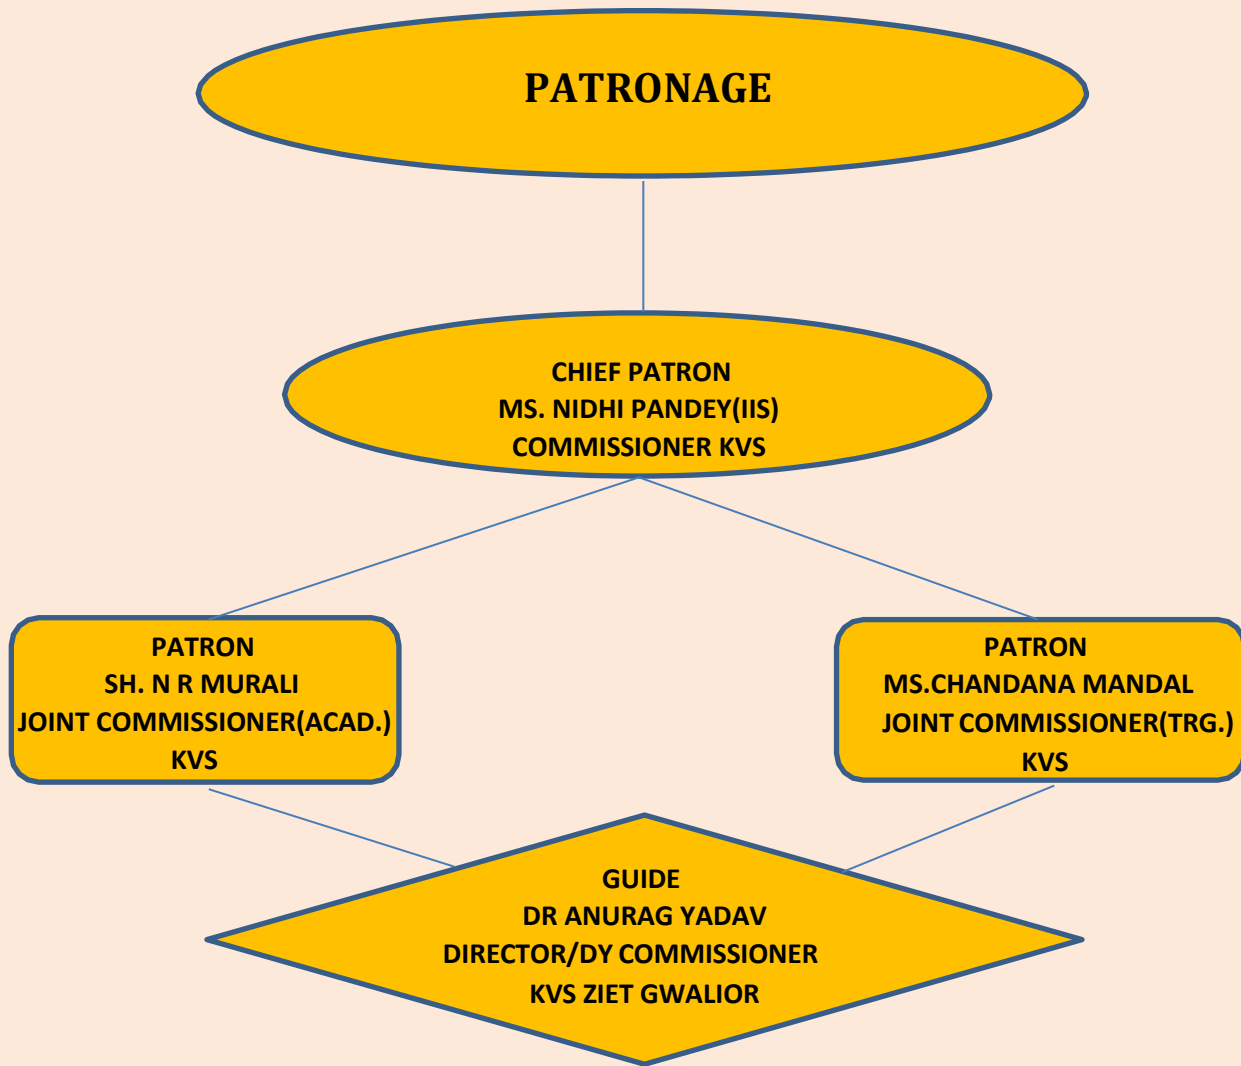 PATRONAGE
CHIEF PATRON
MS. NIDHI PANDEY(IIS)
COMMISSIONER KVS
PATRON
SH. N R MURALI
JOINT COMMISSIONER(ACAD.)
KVS
PATRON
MS.CHANDANA MANDAL
JOINT COMMISSIONER(TRG.)
KVS
GUIDE
DR ANURAG YADAV
DIRECTOR/DY COMMISSIONER
KVS ZIET GWALIOR